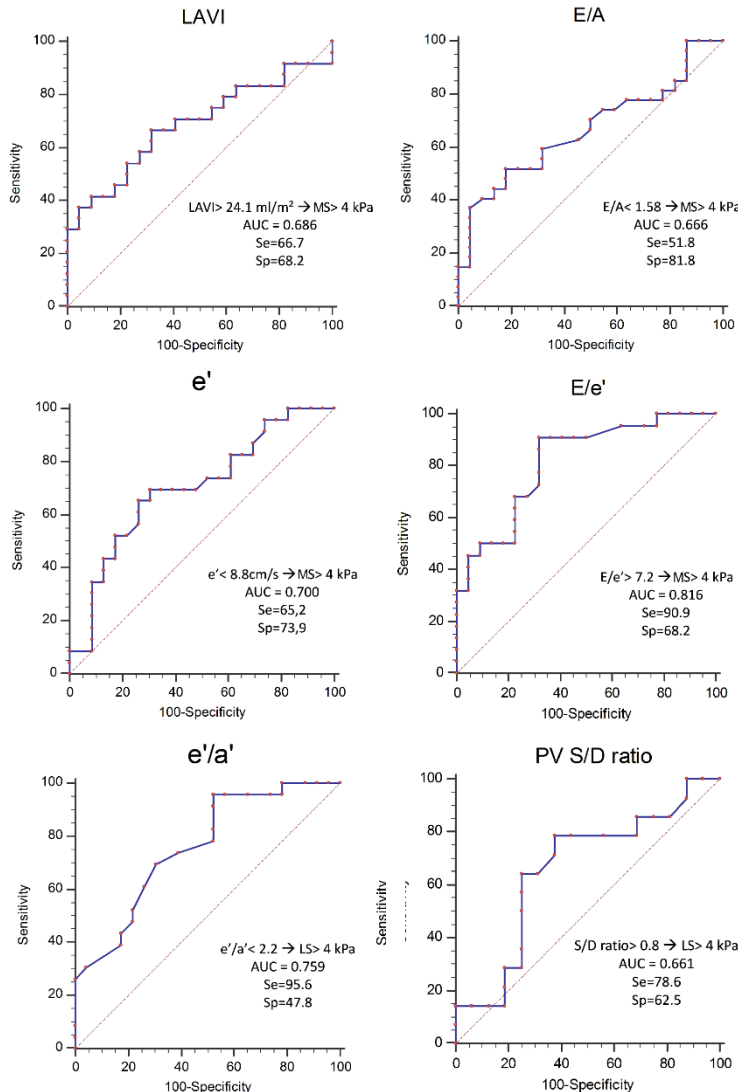 LAVI
100
80
60
40
20
0
Sensitivity
LAVI> 24.1 ml/m² → MS> 4 kPa
AUC = 0.686
Se=66.7
Sp=68.2
0 20 40 60 80 100
100-Specificity
E/A
100
80
60
40
20
0
Sensitivity
E/A< 1.58 → MS> 4 kPa
AUC = 0.666
Se=51.8
Sp=81.8
0 20 40 60 80 100
100-Specificity
e'
100
80
60
40
20
0
Sensitivity
e'< 8.8cm/s → MS> 4 kPa
AUC = 0.700
Se=65,2
Sp=73,9
0 20 40 60 80 100
100-Specificity
E/e'
100
80
60
40
20
0
Sensitivity
E/e'> 7.2 → MS> 4 kPa
AUC = 0.816
Se=90.9
Sp=68.2
0 20 40 60 80 100
100-Specificity
e'/a'
100
80
60
40
20
0
Sensitivity
e'/a'< 2.2 → LS> 4 kPa
AUC = 0.759
Se=95.6
Sp=47.8
0 20 40 60 80 100
100-Specificity
PV S/D ratio
100
80
60
40
20
0
Sensitivity
S/D ratio> 0.8 → LS> 4 kPa
AUC = 0.661
Se=78.6
Sp=62.5
0 20 40 60 80 100
100-Specificity